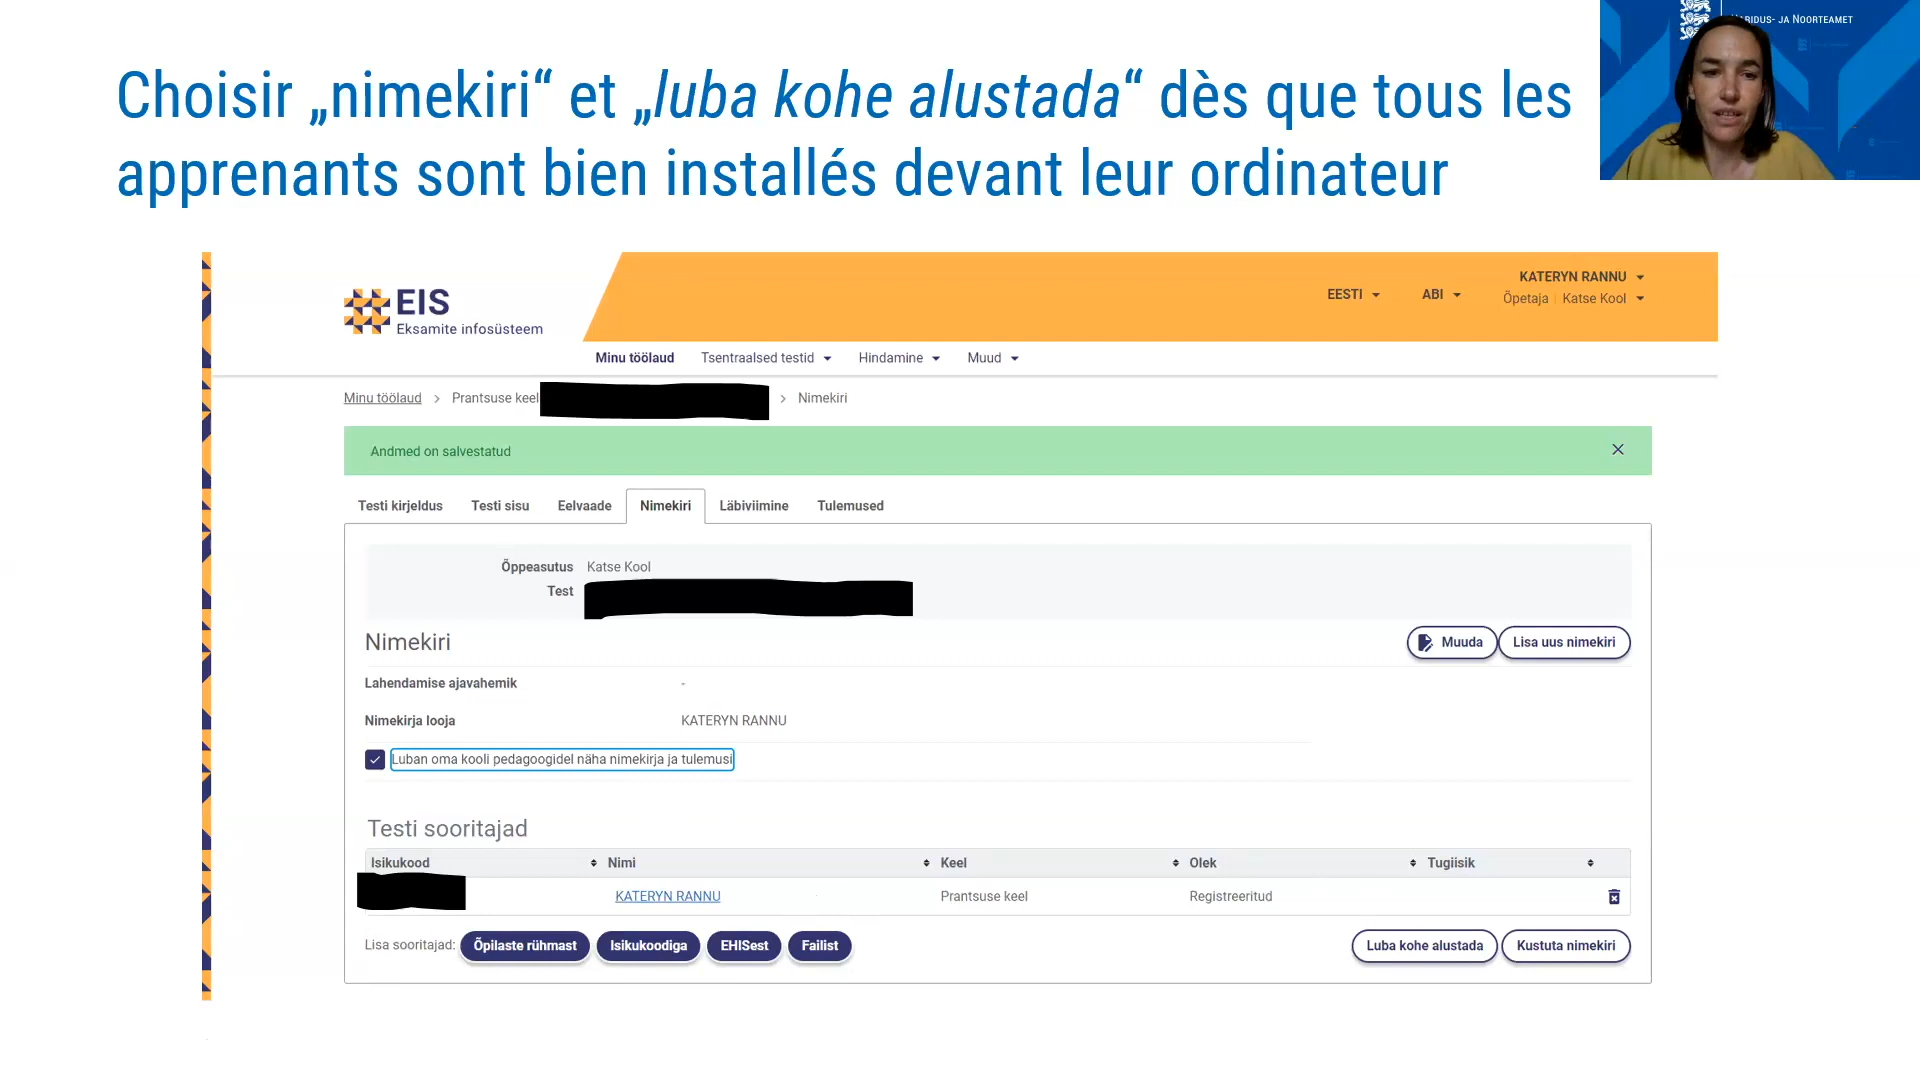 Choisir „nimekiri“ et „luba kohe alustada“ dès que tous les
apprenants sont bien installés devant leur ordinateur
HARIDUS- JA NOORTEAMET
EIS
Eksamite infosüsteem
EESTI
ABI
KATERYN RANNU
Õpetaja | Katse Kool
Minu töölaud Tsentraalsed testid Hindamine Muud
Minu töölaud > Prantsuse keel > Nimekiri
Andmed on salvestatud
Testi kirjeldus Testi sisu Eelvaade Nimekiri Läbiviimine Tulemused
Õppeasutus Katse Kool
Test
Nimekiri Muuda Lisa uus nimekiri
Lahendamise ajavahemik -
Nimekirja looja KATERYN RANNU
Luban oma kooli pedagoogidel näha nimekirja ja tulemusi
Testi sooritajad
Isikukood Nimi Keel Olek Tugiisik
KATERYN RANNU Prantsuse keel Registreeritud
Lisa sooritajad: Õpilaste rühmast Isikukoodiga EHISest Failist Luba kohe alustada Kustuta nimekiri